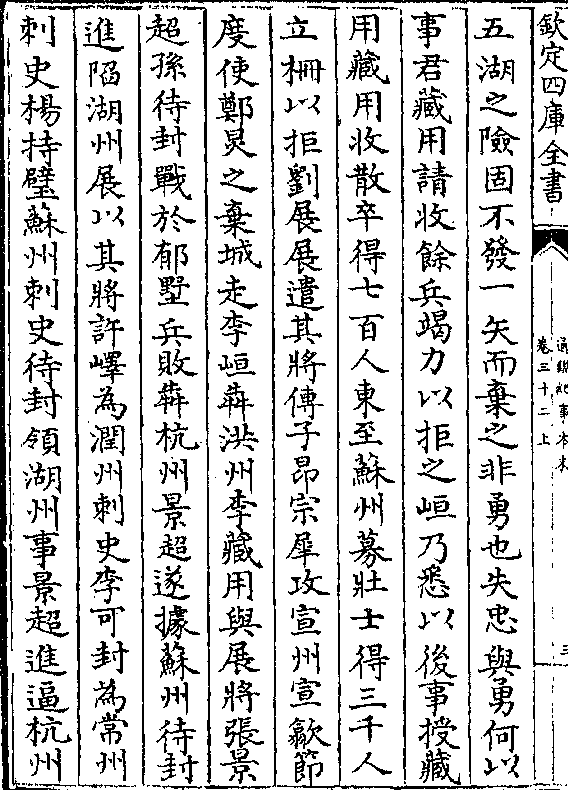 欽定四庫全書
通鑑紀事本末
卷三十二上
三
五湖之險固不發一矢而棄之非勇也失忠與勇何以
事君藏用請收餘兵竭力以拒之峘乃悉以後事授藏
用藏用收散卒得七百人東至蘇州募壯士得三千人
立柵以拒劉展展遣其將傅子昂宗犀攻宣州宣歙節
度使鄭炅之棄城走李峘犇洪州李藏用與展將張景
超孫待封戰於郁墅兵敗犇杭州景超遂據蘇州待封
進陷湖州展以其將許嶧為潤州刺史李可封為常州
刺史楊持璧蘇州刺史待封領湖州事景超進逼杭州